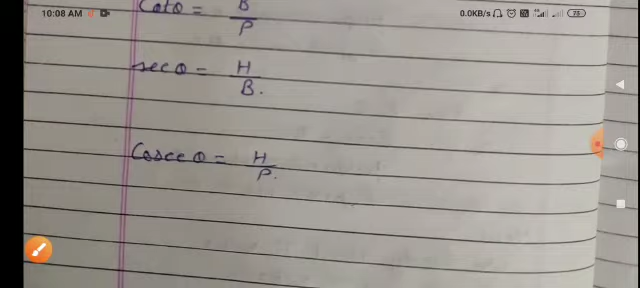 10:08 AM
0.0KB/s
Cotθ = B/P
secθ = H/B.
Cosecθ = H/P.